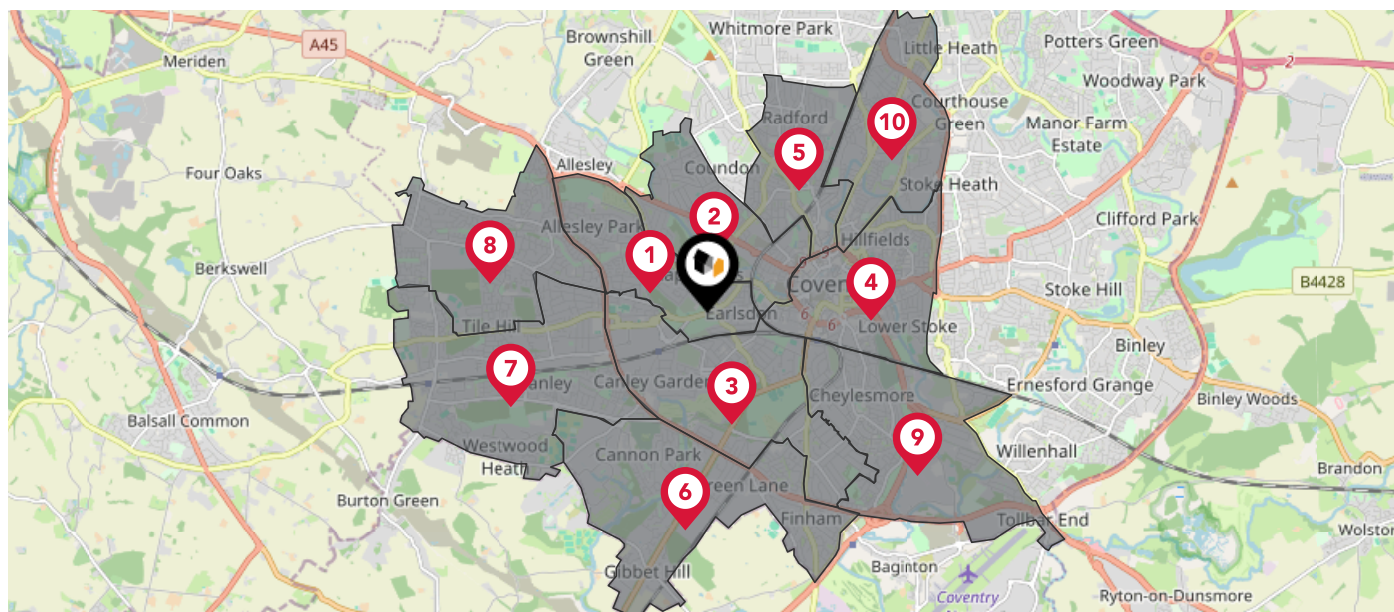 Whitmore Park
Brownshill
Green
Little Heath
Potters Green
A45
Meriden
2
Woodway Park
Courthouse
Green
Radford
10
Manor Farm
Estate
5
Allesley
Coundon
Four Oaks
Stoke Heath
2
Clifford Park
Allesley Park
8
Hillfields
1
Berkswell
4
B4428
Stoke Hill
Earlsdon
6
6
Lower Stoke
Tile Hill
Binley
7
3
Canley Garden
Cheylesmore
Ernesford Grange
Binley Woods
Balsall Common
9
Westwood
Heath
Cannon Park
Willenhall
Brandon
6
Burton Green
Finham
Tollbar End
Wolston
Gibbet Hill
Baginton
Coventry
Ryton-on-Dunsmore